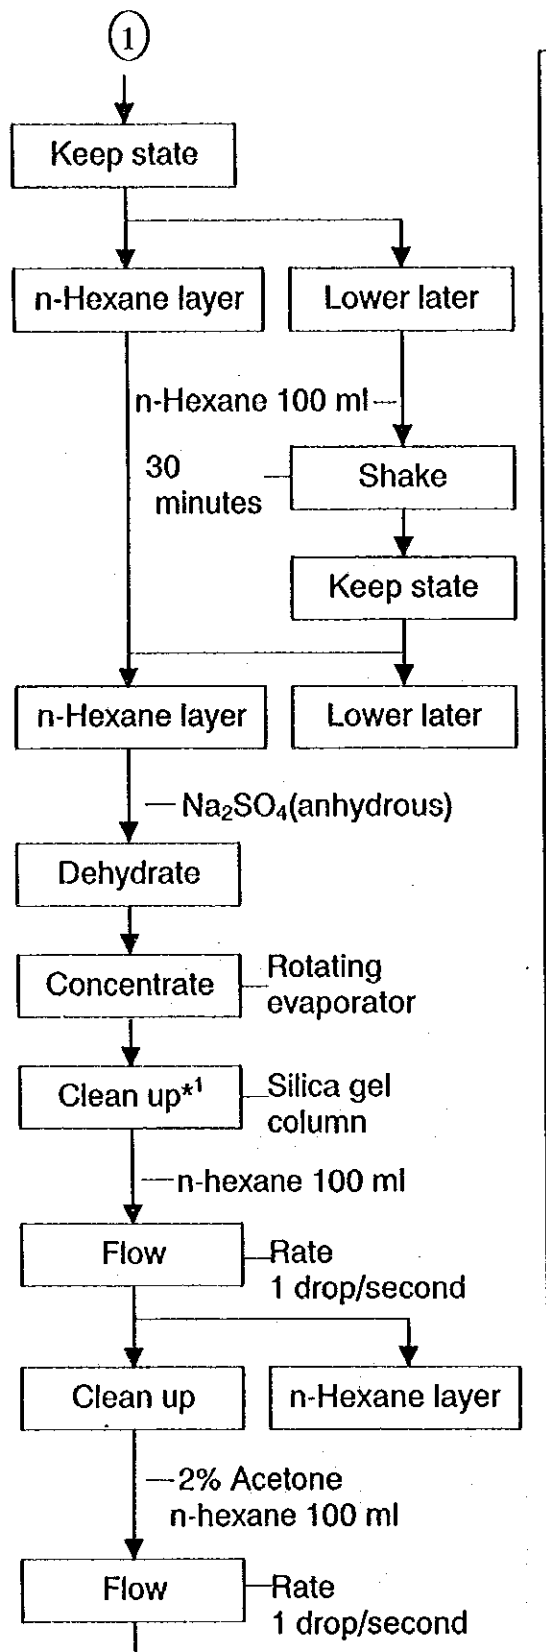 1
Keep state
n-Hexane layer
Lower later
n-Hexane 100 ml
30
minutes
Shake
Keep state
n-Hexane layer
Lower later
Na₂SO₄(anhydrous)
Dehydrate
Concentrate
Rotating
evaporator
Clean up*¹
Silica gel
column
n-hexane 100 ml
Flow
Rate
1 drop/second
Clean up
n-Hexane layer
2% Acetone
n-hexane 100 ml
Flow
Rate
1 drop/second